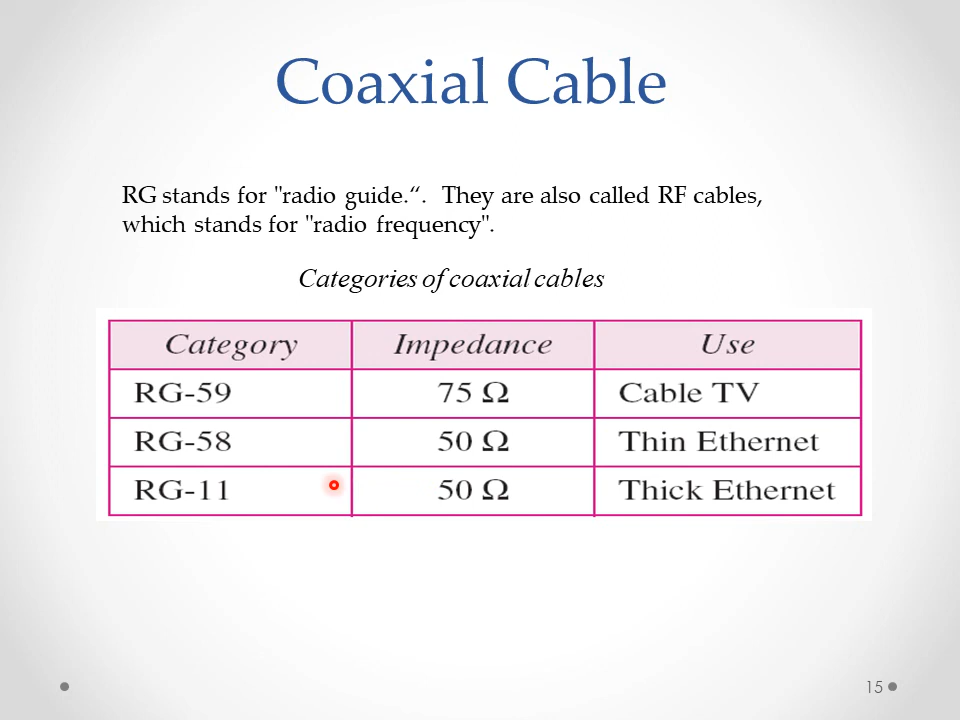 Coaxial Cable
RG stands for "radio guide.“. They are also called RF cables,
which stands for "radio frequency".
Categories of coaxial cables
Category Impedance Use
RG-59 75 Ω Cable TV
RG-58 50 Ω Thin Ethernet
RG-11 50 Ω Thick Ethernet
15